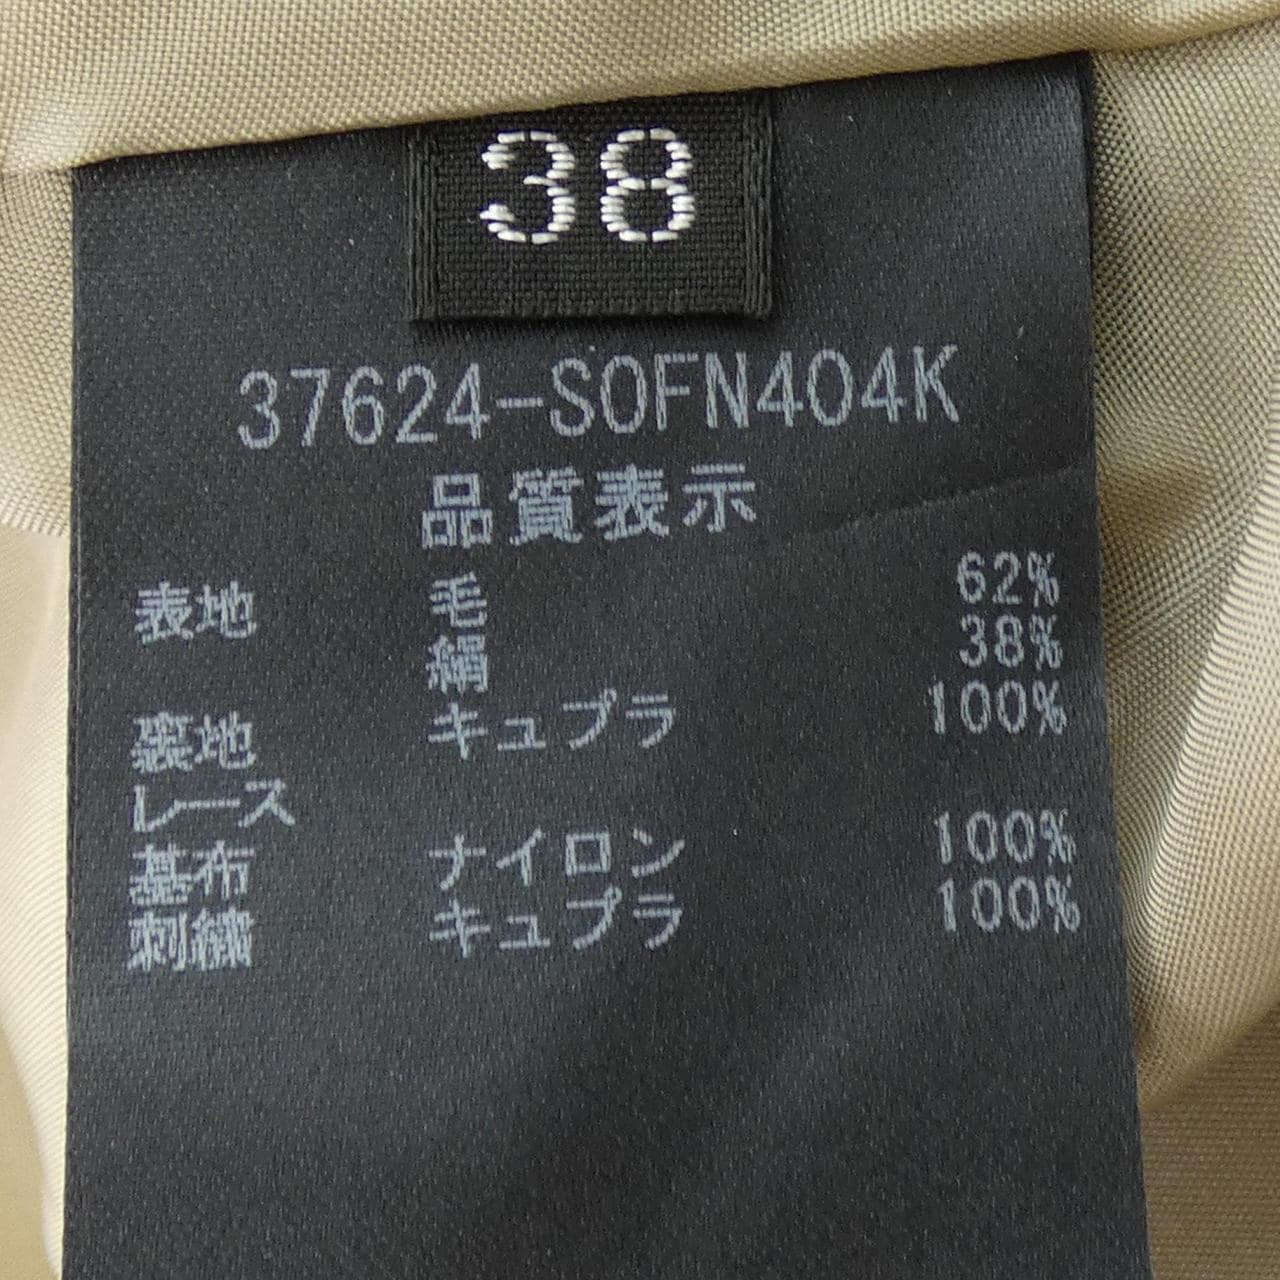 38
37624-SOFN404K
品質表示
表地 毛 62%
絹 38%
裏地 キュプラ 100%
レース
基布 ナイロン 100%
刺繍 キュプラ 100%